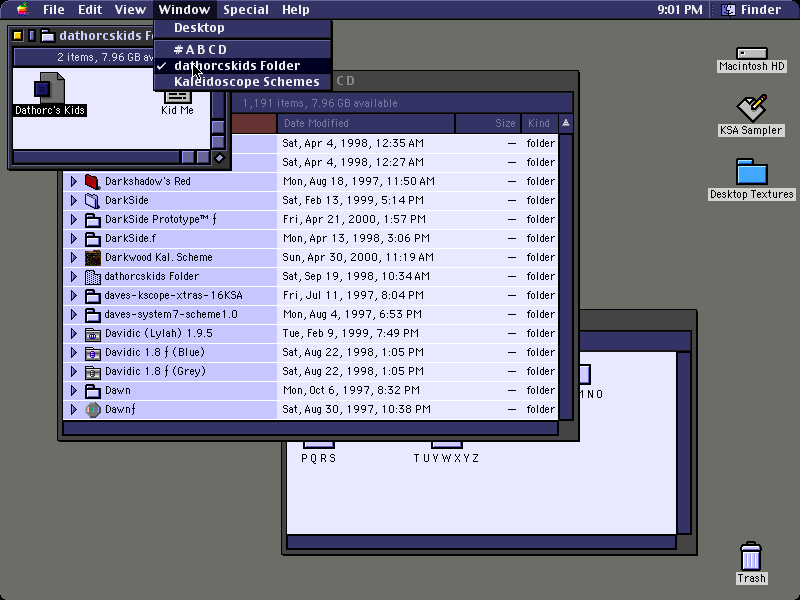 File Edit View Window Special Help 9:01 PM Finder
Desktop
# A B C D
✓ dathorcskids Folder
Kaleidoscope Schemes
dathorcskids F
2 items, 7.96 GB av
Dathorc's Kids
Kid Me
C D
1,191 items, 7.96 GB available
Date Modified Size Kind
Sat, Apr 4, 1998, 12:35 AM — folder
Sat, Apr 4, 1998, 12:27 AM — folder
Darkshadow's Red Mon, Aug 18, 1997, 11:50 AM — folder
DarkSide Sat, Feb 13, 1999, 5:14 PM — folder
DarkSide Prototype™ ƒ Fri, Apr 21, 2000, 1:57 PM — folder
DarkSide.f Mon, Apr 13, 1998, 3:06 PM — folder
Darkwood Kal. Scheme Sun, Apr 30, 2000, 11:19 AM — folder
dathorcskids Folder Sat, Sep 19, 1998, 10:34 AM — folder
daves-kscope-xtras-16KSA Fri, Jul 11, 1997, 8:04 PM — folder
daves-system7-scheme1.0 Mon, Aug 4, 1997, 6:53 PM — folder
Davidic (Lylah) 1.9.5 Tue, Feb 9, 1999, 7:49 PM — folder
Davidic 1.8 ƒ (Blue) Sat, Aug 22, 1998, 1:05 PM — folder
Davidic 1.8 ƒ (Grey) Sat, Aug 22, 1998, 1:05 PM — folder
Dawn Mon, Oct 6, 1997, 8:32 PM — folder
Dawnƒ Sat, Aug 30, 1997, 10:38 PM — folder
N O
P Q R S
T U V W X Y Z
Macintosh HD
KSA Sampler
Desktop Textures
Trash